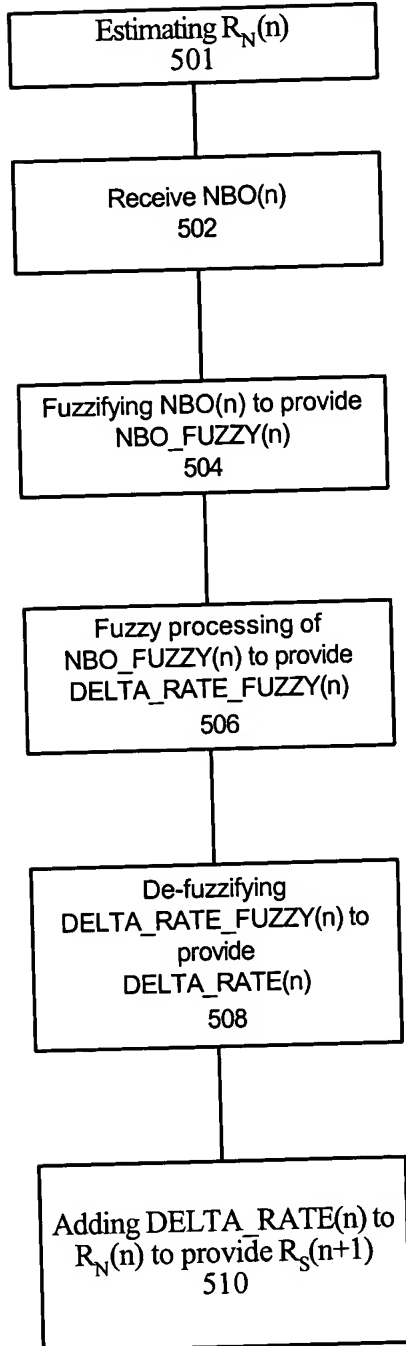 Estimating R_N(n)
501
Receive NBO(n)
502
Fuzzifying NBO(n) to provide
NBO_FUZZY(n)
504
Fuzzy processing of
NBO_FUZZY(n) to provide
DELTA_RATE_FUZZY(n)
506
De-fuzzifying
DELTA_RATE_FUZZY(n) to
provide
DELTA_RATE(n)
508
Adding DELTA_RATE(n) to
R_N(n) to provide R_S(n+1)
510